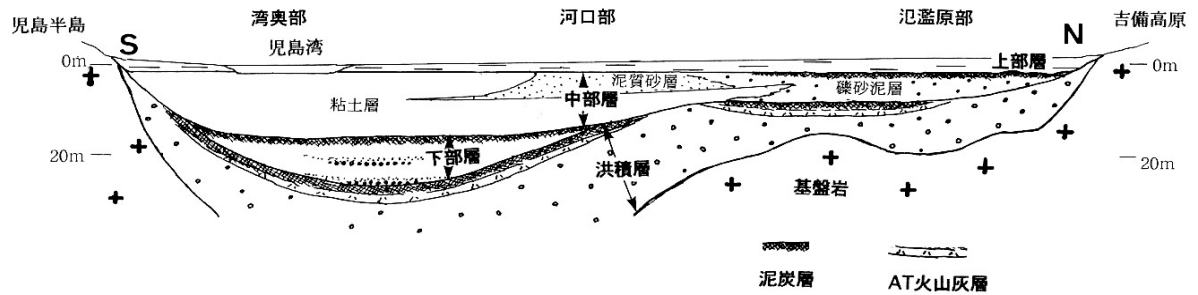 湾奥部
河口部
氾濫原部
児島半島
吉備高原
S
N
児島湾
0m
上部層
0m
泥質砂層
中部層
礫砂泥層
粘土層
20m
下部層
洪積層
20m
基盤岩
泥炭層
AT火山灰層